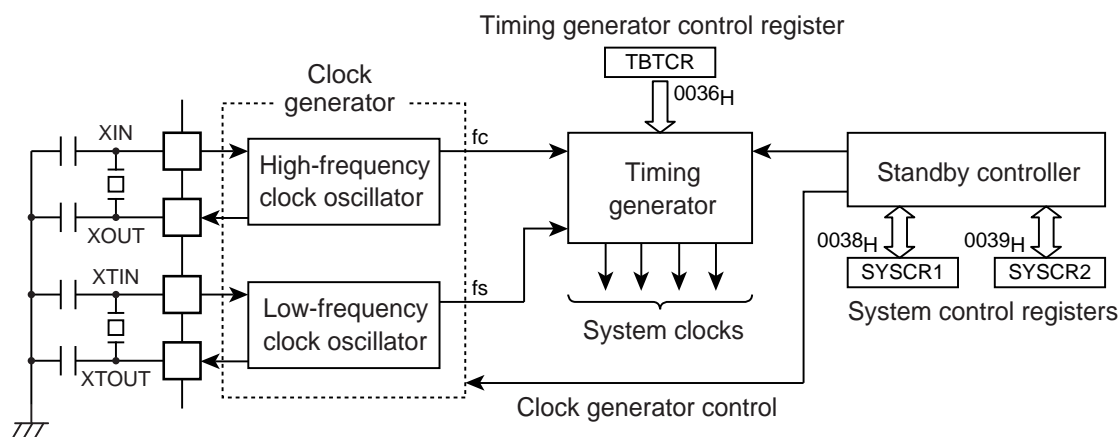 Timing generator control register
TBTCR
0036H
Clock
generator
XIN
High-frequency
clock oscillator
fc
XOUT
Timing
generator
Standby controller
0038H
0039H
SYSCR1
SYSCR2
System control registers
XTIN
Low-frequency
clock oscillator
fs
XTOUT
System clocks
Clock generator control